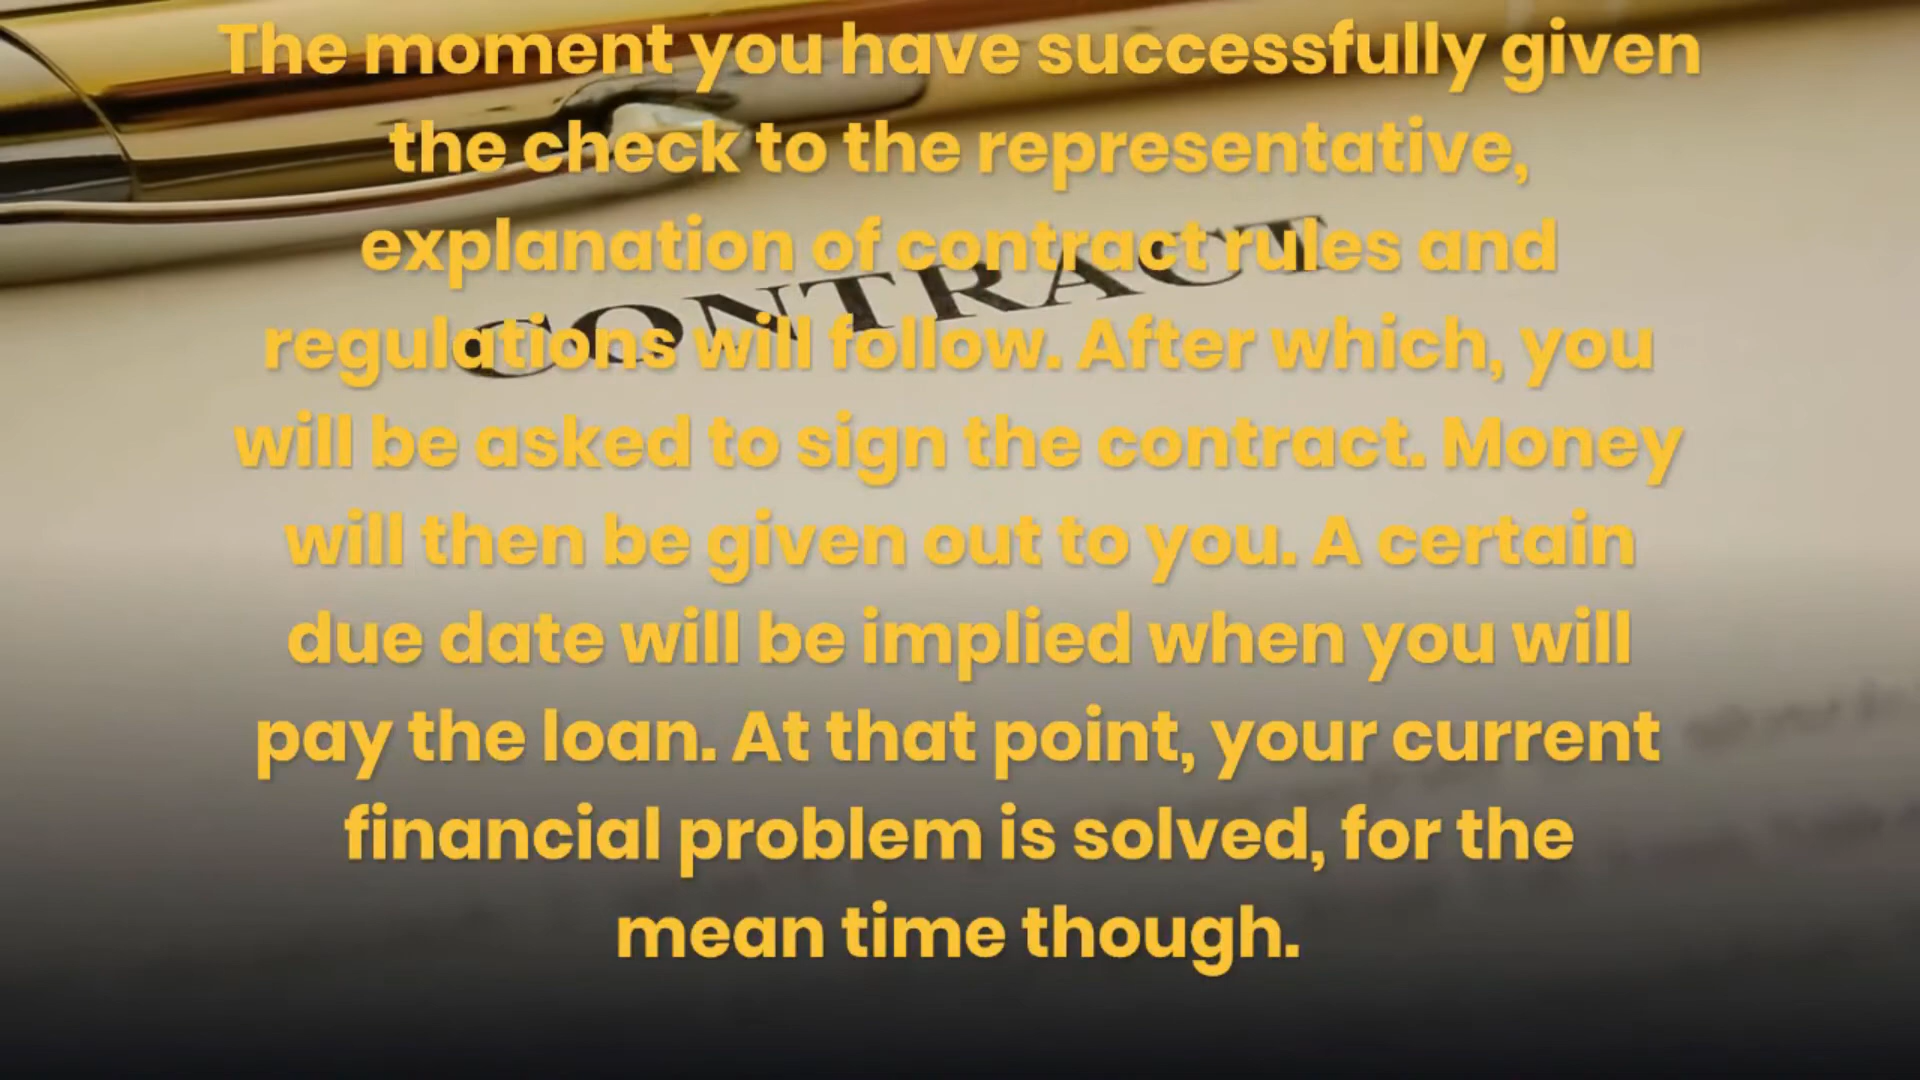 The moment you have successfully given
the check to the representative,
explanation of contract rules and
regulations will follow. After which, you
will be asked to sign the contract. Money
will then be given out to you. A certain
due date will be implied when you will
pay the loan. At that point, your current
financial problem is solved, for the
mean time though.
CONTRACT